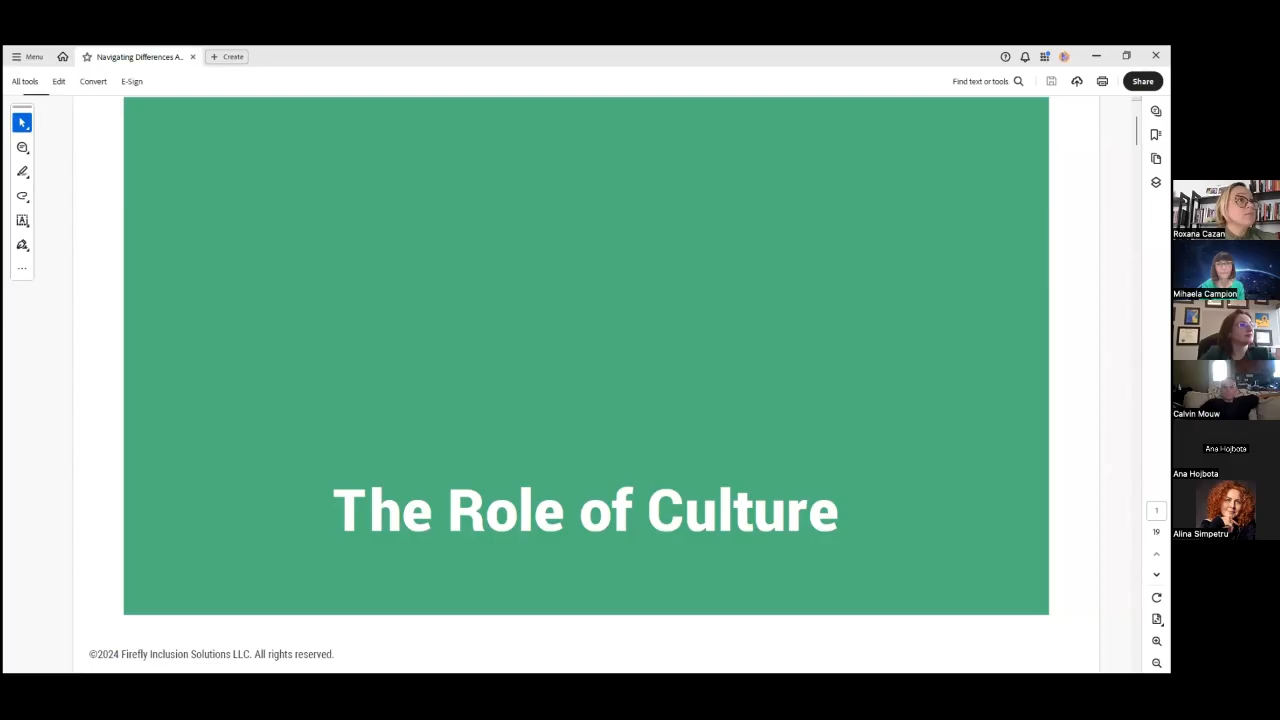 Menu
Navigating Differences A..
Create
All tools
Edit
Convert
E-Sign
Find text or tools
Share
The Role of Culture
©2024 Firefly Inclusion Solutions LLC. All rights reserved.
1
19
Roxana Cazan
Mihaela Campion
Calvin Mouw
Ana Hojbota
Ana Hojbota
Alina Simpetru